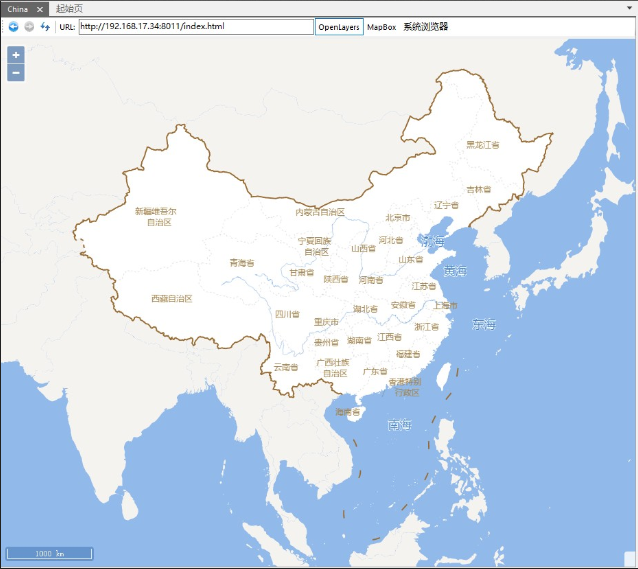 China × 起始页
URL: http://192.168.17.34:8011/index.html OpenLayers MapBox 系统浏览器
+
−
黑龙江省
吉林省
辽宁省
新疆维吾尔
自治区
内蒙古自治区
北京市
宁夏回族
自治区
河北省
渤海
山西省
山东省
青海省
甘肃省
陕西省
河南省
黄海
江苏省
西藏自治区
四川省
重庆市
湖北省
安徽省
上海市
东海
浙江省
贵州省
湖南省
江西省
福建省
云南省
广西壮族
自治区
广东省
香港特别
行政区
海南省
南海
1000 km